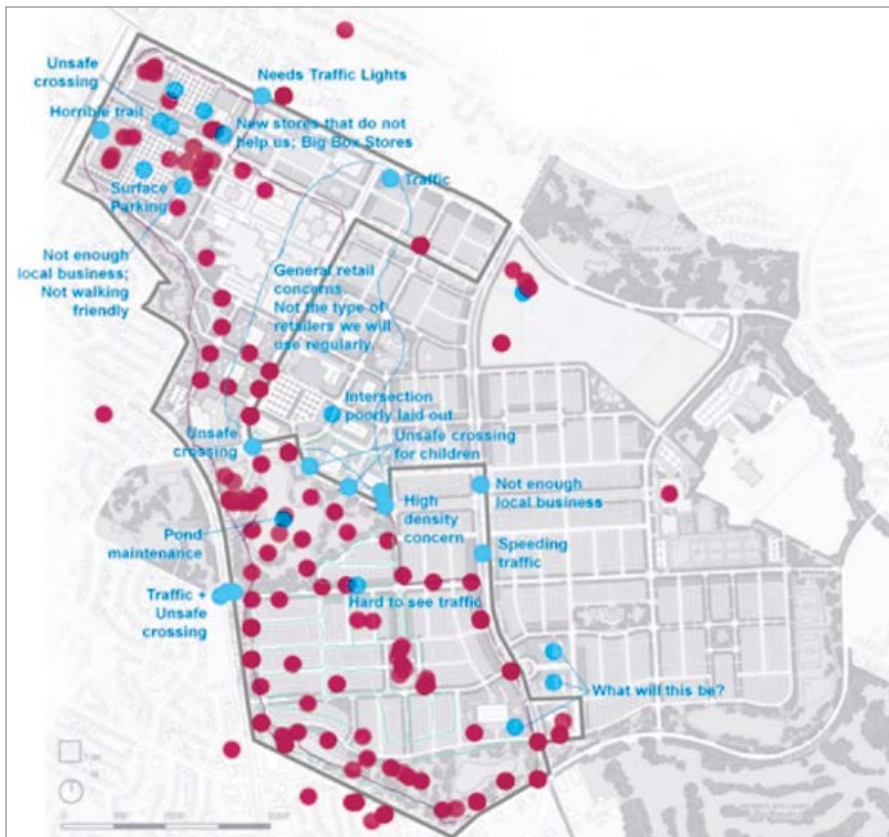 Unsafe
crossing
Needs Traffic Lights
Horrible trail
New stores that do not
help us; Big Box Stores
Traffic
Surface
Parking
Not enough
local business;
Not walking
friendly
General retail
concerns.
Not the type of
retailers we will
use regularly.
Intersection
poorly laid out
Unsafe
crossing
Unsafe crossing
for children
Not enough
local business
High
density
concern
Pond
maintenance
Speeding
traffic
Traffic +
Unsafe
crossing
Hard to see traffic
What will this be?